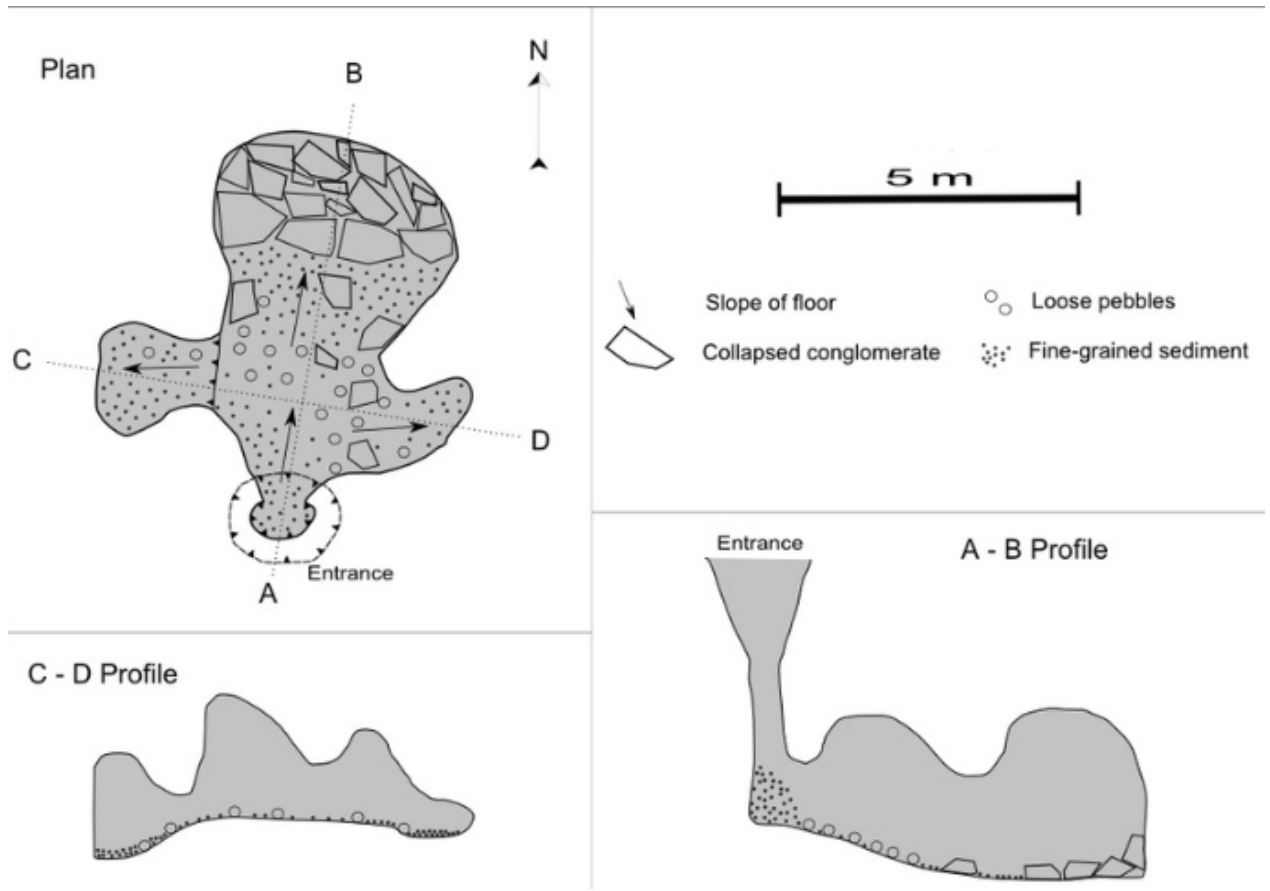 Plan
N
B
C
D
Entrance
A
5 m
Slope of floor
Loose pebbles
Collapsed conglomerate
Fine-grained sediment
C - D Profile
Entrance
A - B Profile